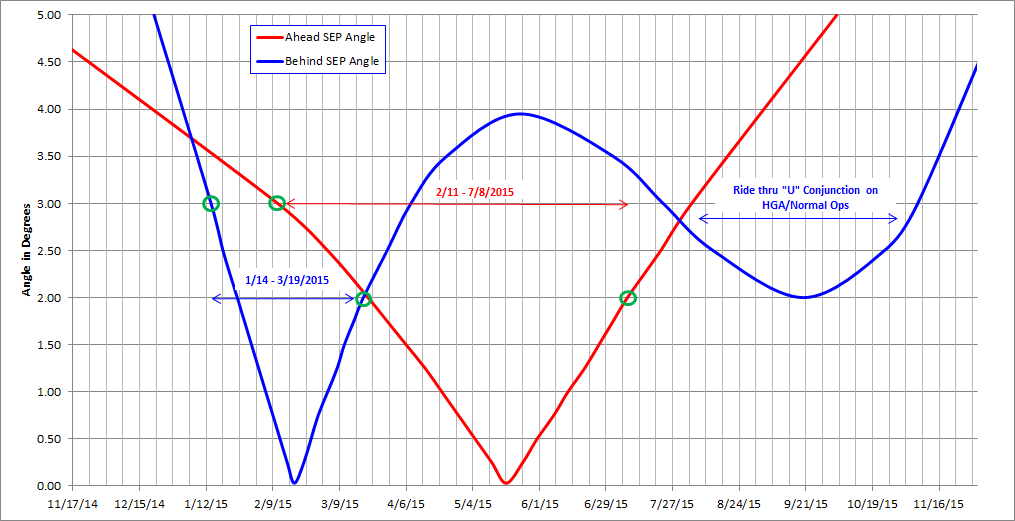 5.00
4.50
4.00
3.50
3.00
2.50
2.00
1.50
1.00
0.50
0.00
Angle in Degrees
Ahead SEP Angle
Behind SEP Angle
2/11 - 7/8/2015
1/14 - 3/19/2015
Ride thru "U" Conjunction on
HGA/Normal Ops
11/17/14 12/15/14 1/12/15 2/9/15 3/9/15 4/6/15 5/4/15 6/1/15 6/29/15 7/27/15 8/24/15 9/21/15 10/19/15 11/16/15